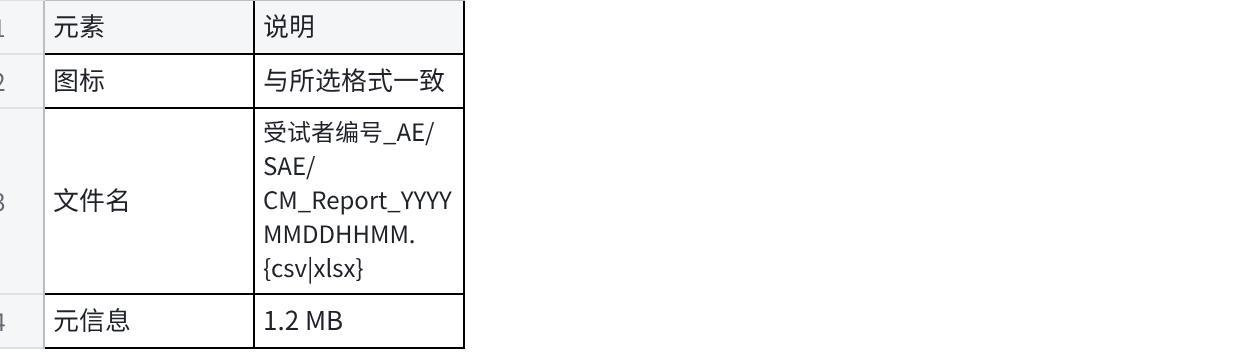 1 元素 说明
2 图标 与所选格式一致
3 文件名 受试者编号_AE/
SAE/
CM_Report_YYYY
MMDDHHMM.
{csv|xlsx}
4 元信息 1.2 MB